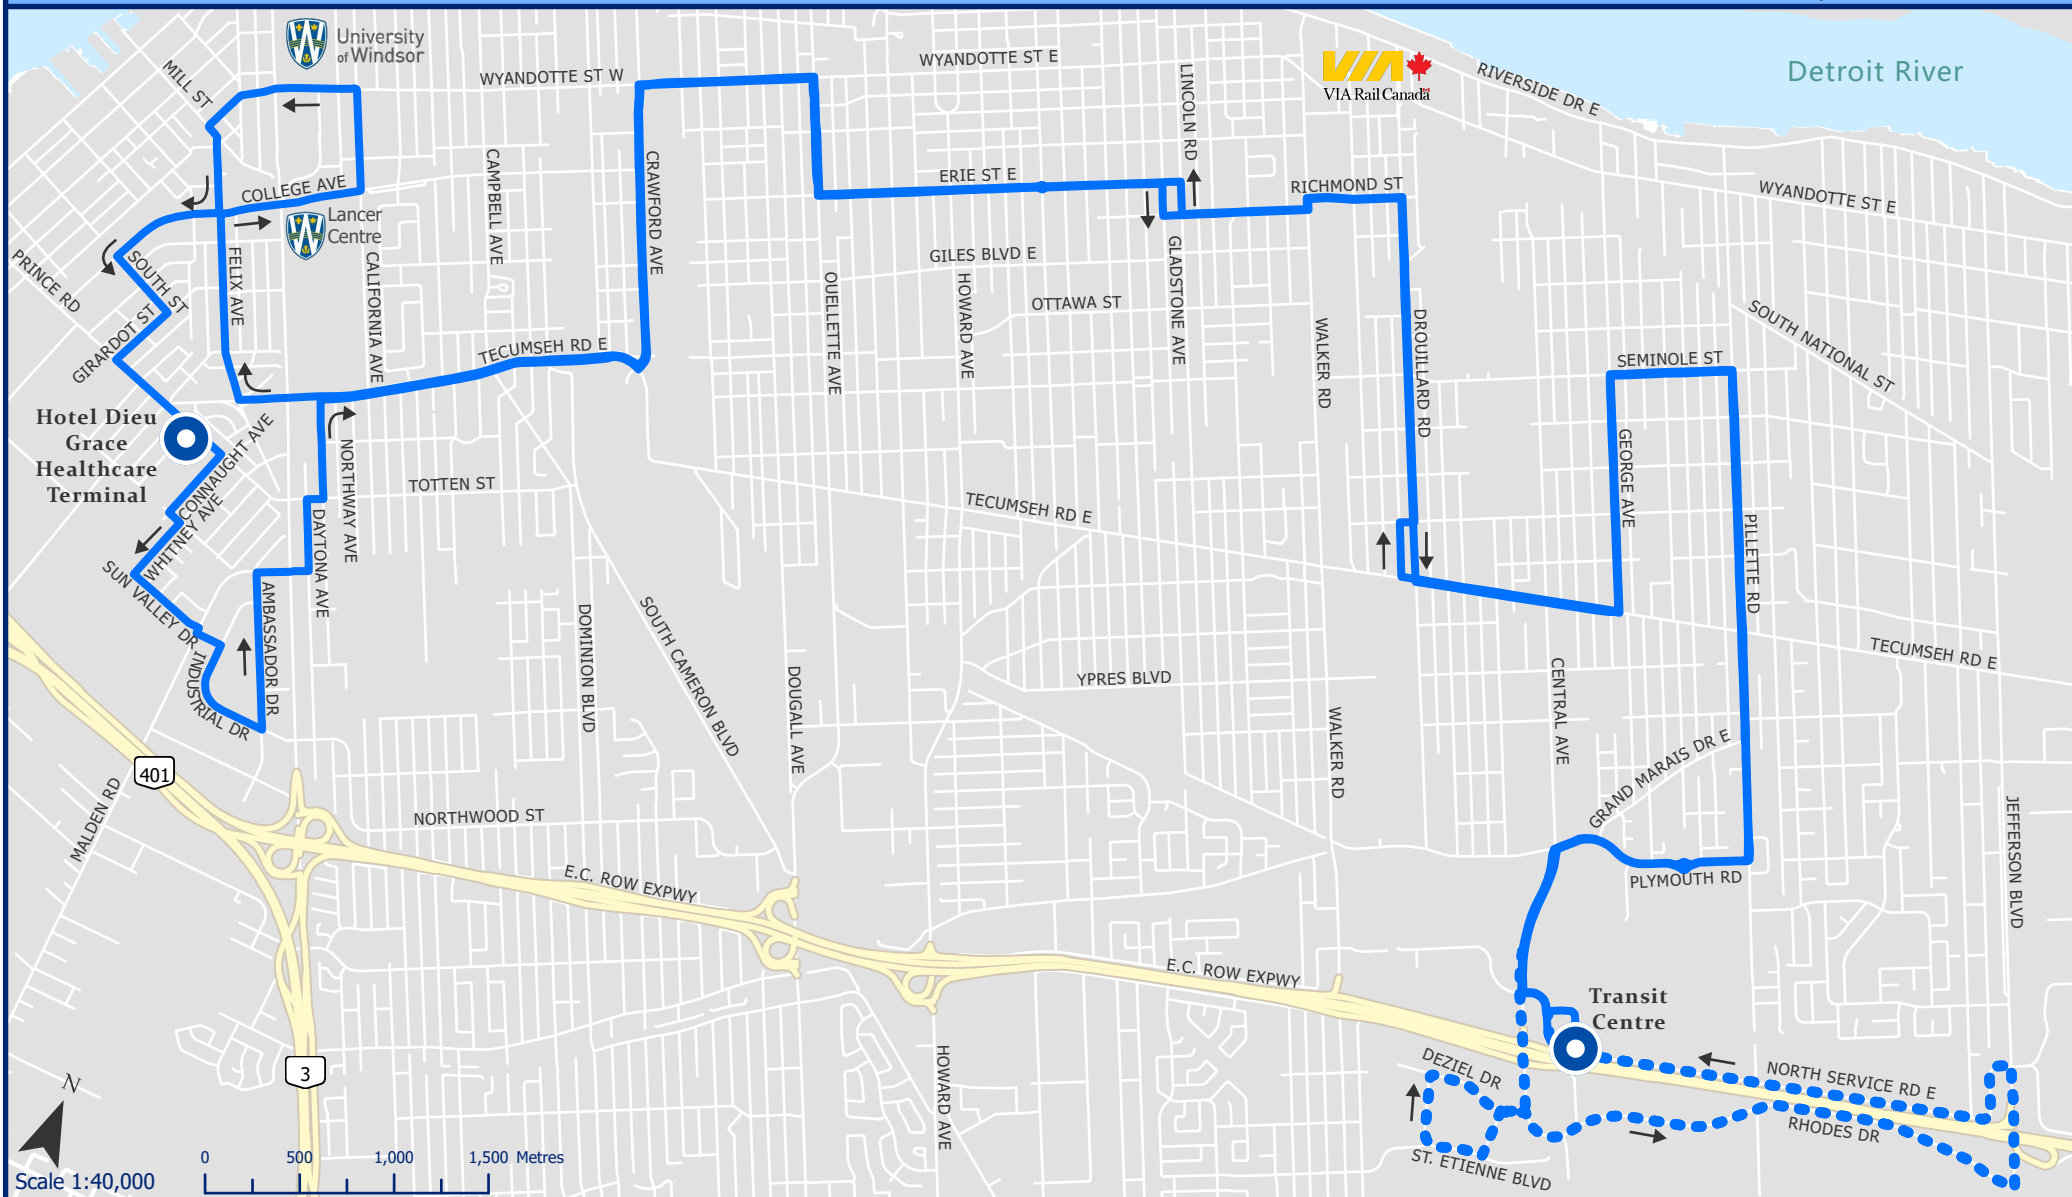 University
of Windsor
MILL ST
WYANDOTTE ST W
WYANDOTTE ST E
LINCOLN RD
VIA
VIA Rail Canada
RIVERSIDE DR E
Detroit River
COLLEGE AVE
Lancer
Centre
CAMPBELL AVE
CRAWFORD AVE
ERIE ST E
RICHMOND ST
WYANDOTTE ST E
PRINCE RD
SOUTH ST
FELIX AVE
CALIFORNIA AVE
GILES BLVD E
HOWARD AVE
OTTAWA ST
GLADSTONE AVE
OUELLETTE AVE
GIRARDOT ST
TECUMSEH RD E
WALKER RD
DROUILLARD RD
SOUTH NATIONAL ST
SEMINOLE ST
Hotel Dieu
Grace
Healthcare
Terminal
CONNAUGHT AVE
WHITNEY AVE
NORTHWAY AVE
TOTTEN ST
TECUMSEH RD E
GEORGE AVE
PILLETTE RD
DAYTONA AVE
SUN VALLEY DR
AMBASSADOR DR
INDUSTRIAL DR
DOMINION BLVD
SOUTH CAMERON BLVD
DOUGALL AVE
YPRES BLVD
WALKER RD
CENTRAL AVE
TECUMSEH RD E
GRAND MARAIS DR E
401
MALDEN RD
NORTHWOOD ST
E.C. ROW EXPWY
PLYMOUTH RD
JEFFERSON BLVD
E.C. ROW EXPWY
Transit
Centre
3
HOWARD AVE
DEZIEL DR
NORTH SERVICE RD E
RHODES DR
ST. ETIENNE BLVD
N
0 500 1,000 1,500 Metres
Scale 1:40,000